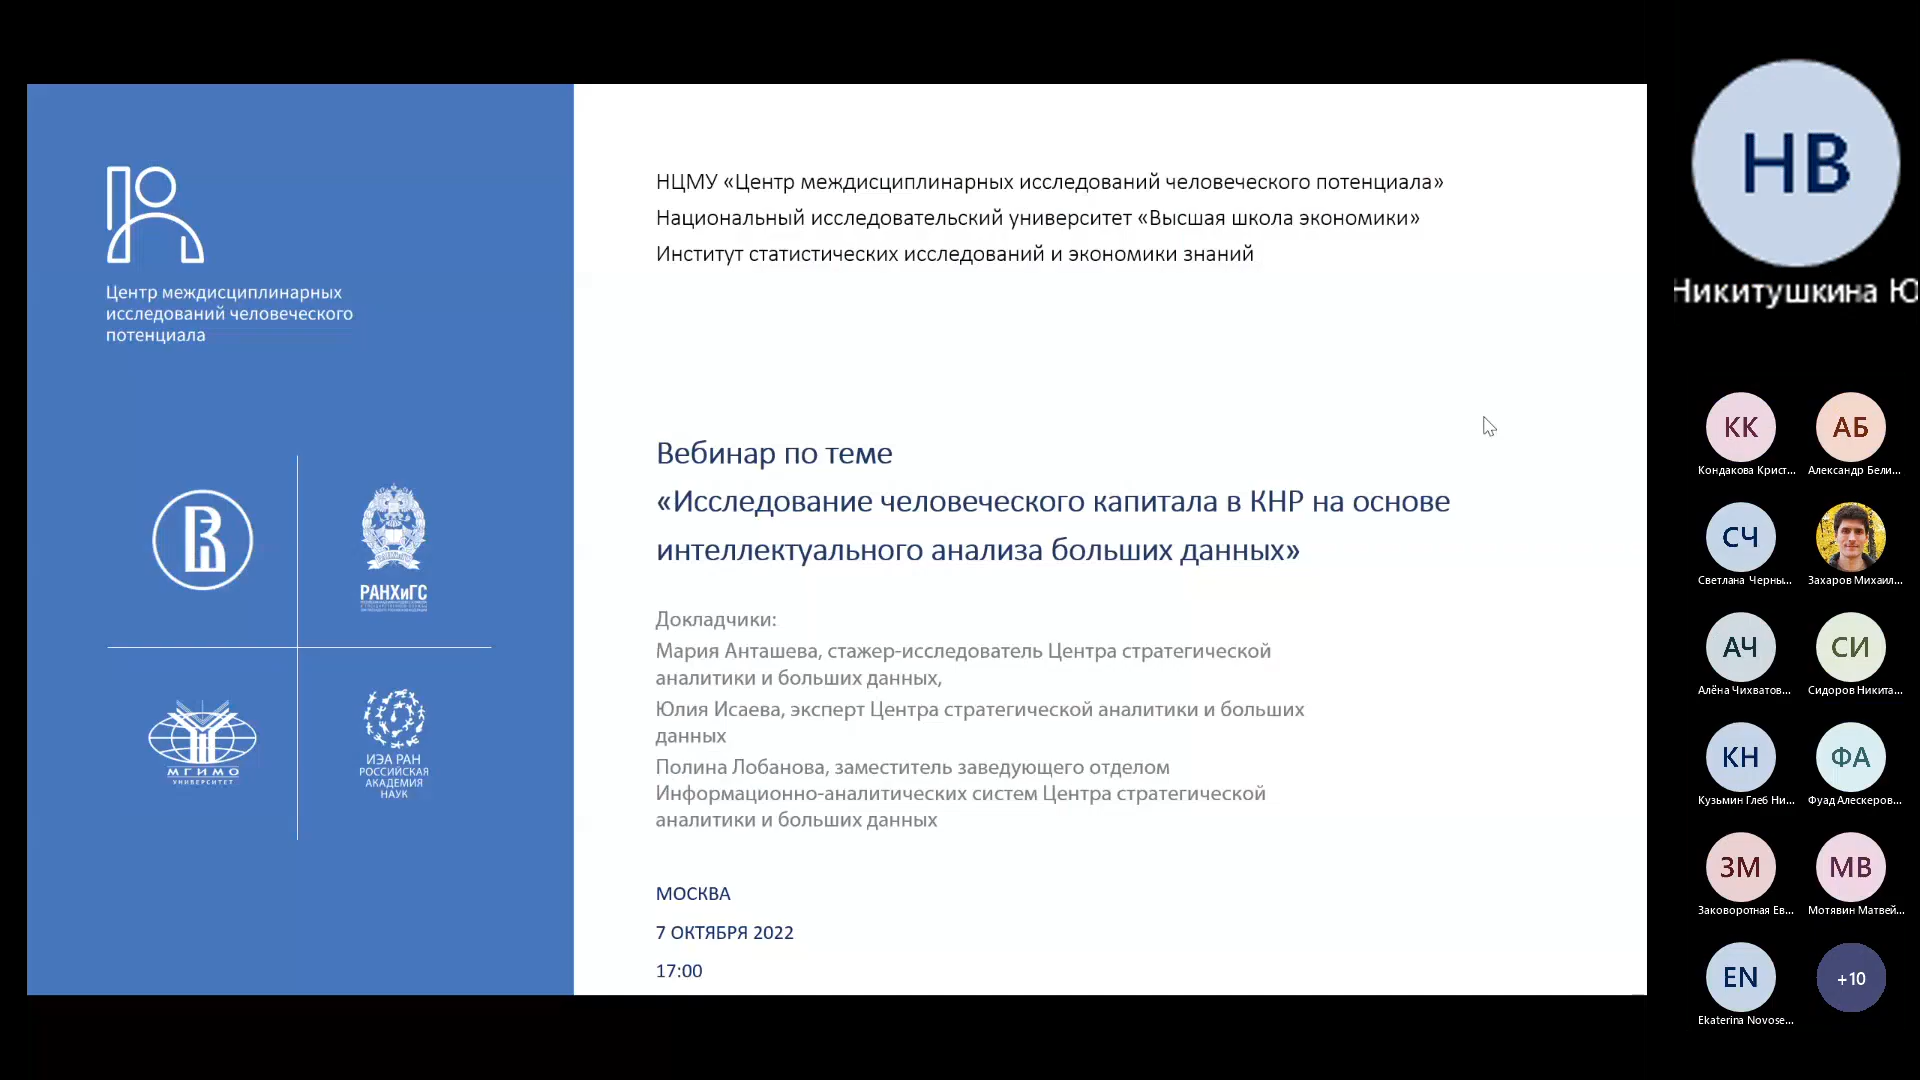 Центр междисциплинарных
исследований человеческого
потенциала
РАНХиГС
МГИМО
УНИВЕРСИТЕТ
ИЭА РАН
РОССИЙСКАЯ
АКАДЕМИЯ
НАУК
НЦМУ «Центр междисциплинарных исследований человеческого потенциала»
Национальный исследовательский университет «Высшая школа экономики»
Институт статистических исследований и экономики знаний
Вебинар по теме
«Исследование человеческого капитала в КНР на основе
интеллектуального анализа больших данных»
Докладчики:
Мария Анташева, стажер-исследователь Центра стратегической
аналитики и больших данных,
Юлия Исаева, эксперт Центра стратегической аналитики и больших
данных
Полина Лобанова, заместитель заведующего отделом
Информационно-аналитических систем Центра стратегической
аналитики и больших данных
МОСКВА
7 ОКТЯБРЯ 2022
17:00
НВ
Никитушкина Ю
КК
Кондакова Крист...
АБ
Александр Бели...
СЧ
Светлана Черны...
Захаров Михаил...
АЧ
Алёна Чихватов...
СИ
Сидоров Никита...
КН
Кузьмин Глеб Ни...
ФА
Фуад Алескеров...
ЗМ
Заковоротная Ев...
МВ
Мотявин Матвей...
EN
Ekaterina Novose...
+10